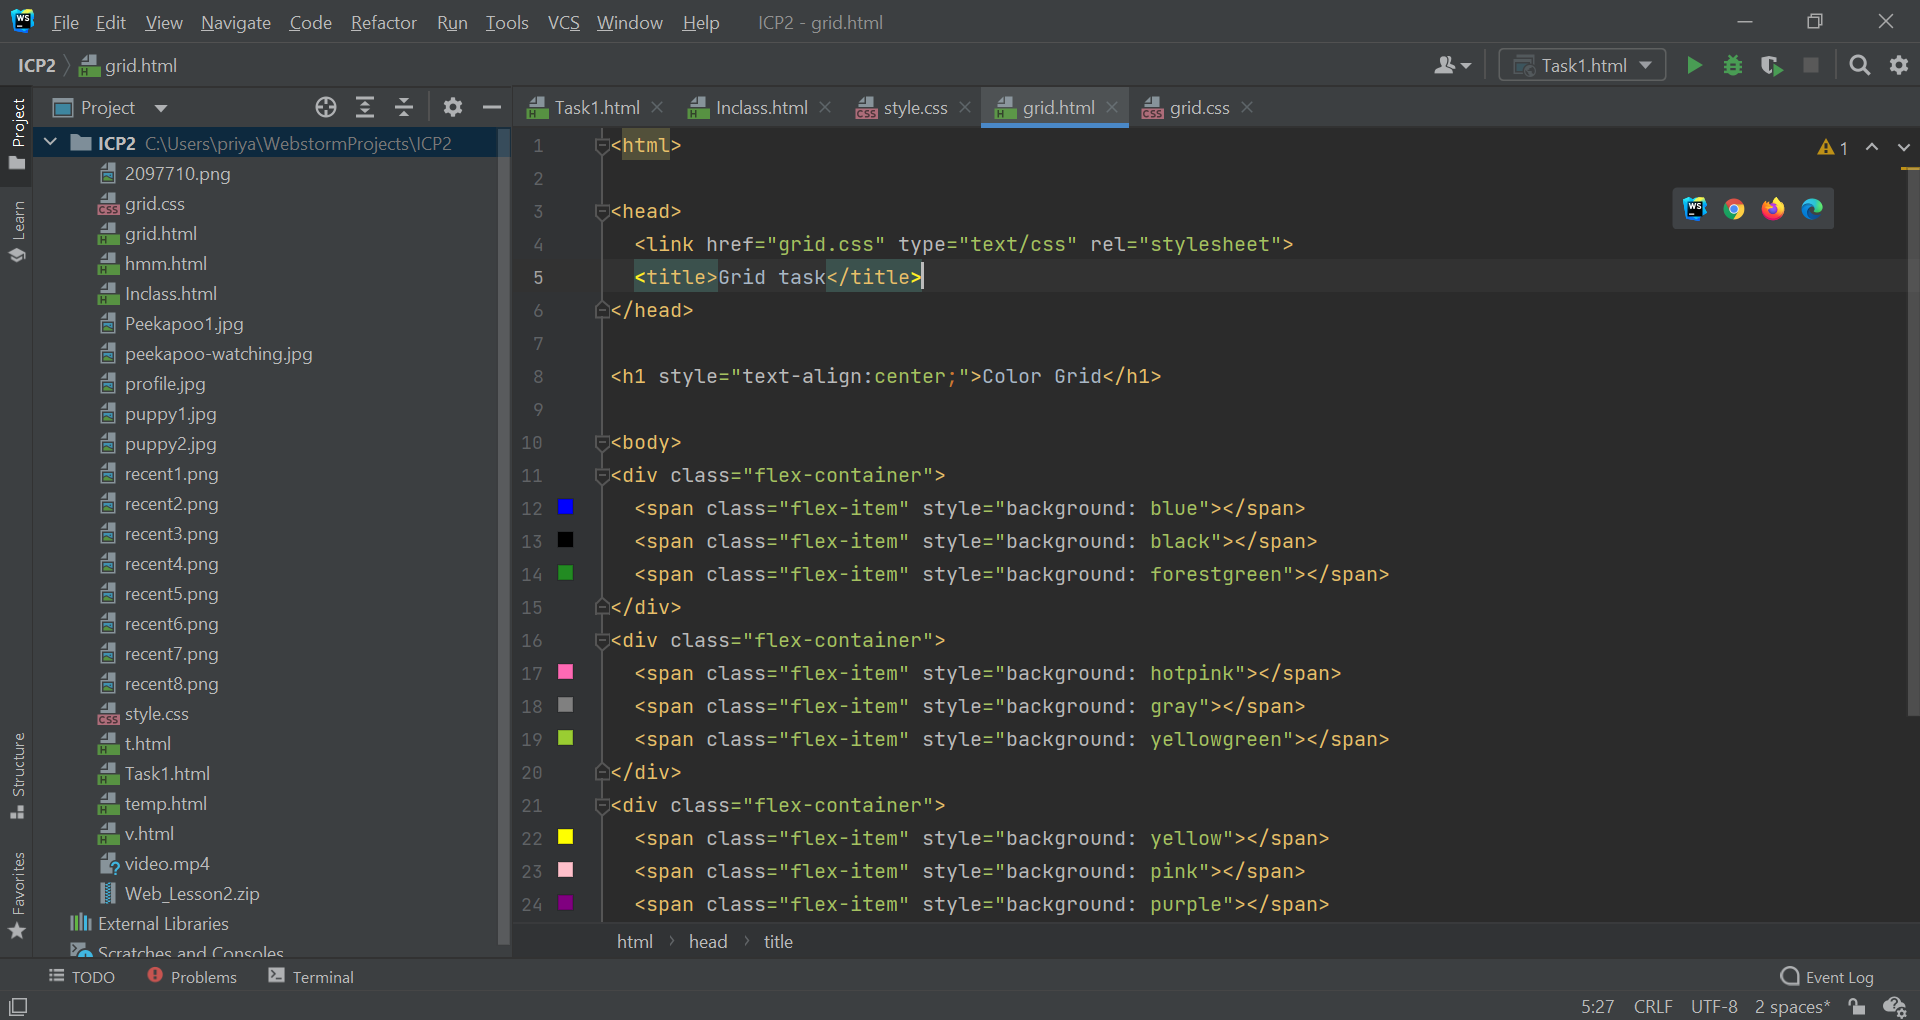 WS File Edit View Navigate Code Refactor Run Tools VCS Window Help ICP2 - grid.html
ICP2 grid.html Task1.html
Project
Task1.html Inclass.html style.css grid.html grid.css
Project
Learn
Structure
Favorites
ICP2 C:\Users\priya\WebstormProjects\ICP2
2097710.png
grid.css
grid.html
hmm.html
Inclass.html
Peekapoo1.jpg
peekapoo-watching.jpg
profile.jpg
puppy1.jpg
puppy2.jpg
recent1.png
recent2.png
recent3.png
recent4.png
recent5.png
recent6.png
recent7.png
recent8.png
style.css
t.html
Task1.html
temp.html
v.html
video.mp4
Web_Lesson2.zip
External Libraries
Scratches and Consoles
1 <html>
2
3 <head>
4 <link href="grid.css" type="text/css" rel="stylesheet">
5 <title>Grid task</title>
6 </head>
7
8 <h1 style="text-align:center;">Color Grid</h1>
9
10 <body>
11 <div class="flex-container">
12 <span class="flex-item" style="background: blue"></span>
13 <span class="flex-item" style="background: black"></span>
14 <span class="flex-item" style="background: forestgreen"></span>
15 </div>
16 <div class="flex-container">
17 <span class="flex-item" style="background: hotpink"></span>
18 <span class="flex-item" style="background: gray"></span>
19 <span class="flex-item" style="background: yellowgreen"></span>
20 </div>
21 <div class="flex-container">
22 <span class="flex-item" style="background: yellow"></span>
23 <span class="flex-item" style="background: pink"></span>
24 <span class="flex-item" style="background: purple"></span>
1
WS
html head title
TODO Problems Terminal Event Log
5:27 CRLF UTF-8 2 spaces*